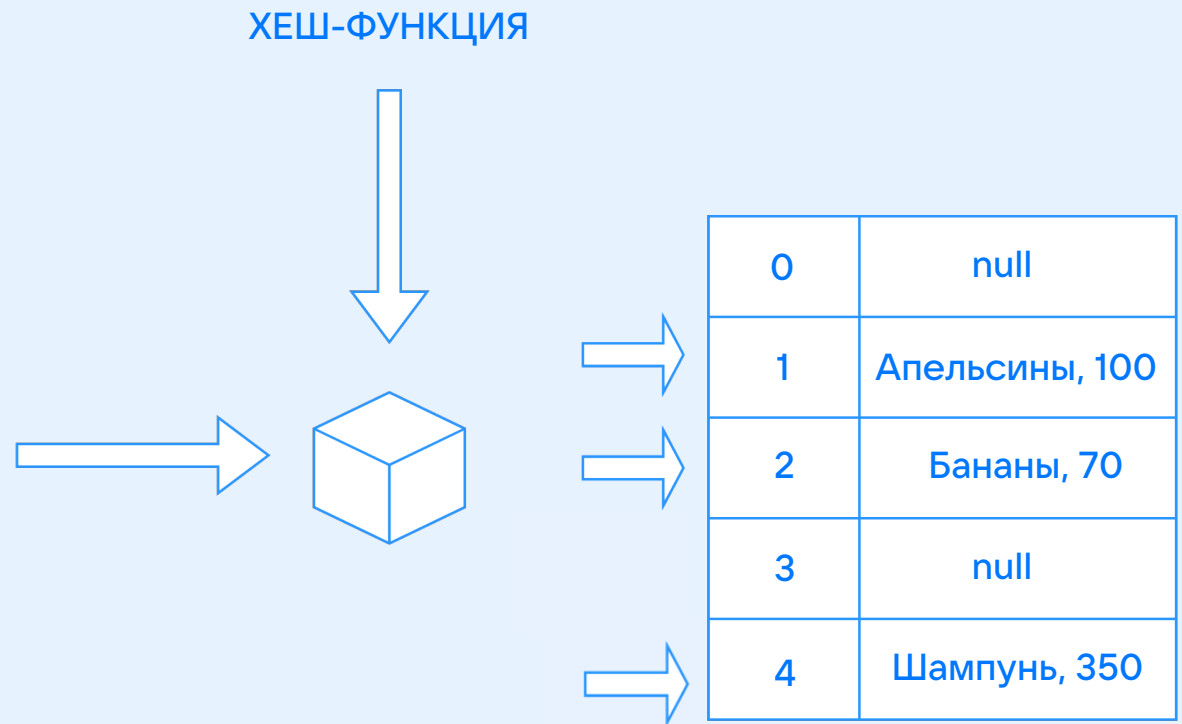 ХЕШ-ФУНКЦИЯ
0 null
1 Апельсины, 100
2 Бананы, 70
3 null
4 Шампунь, 350